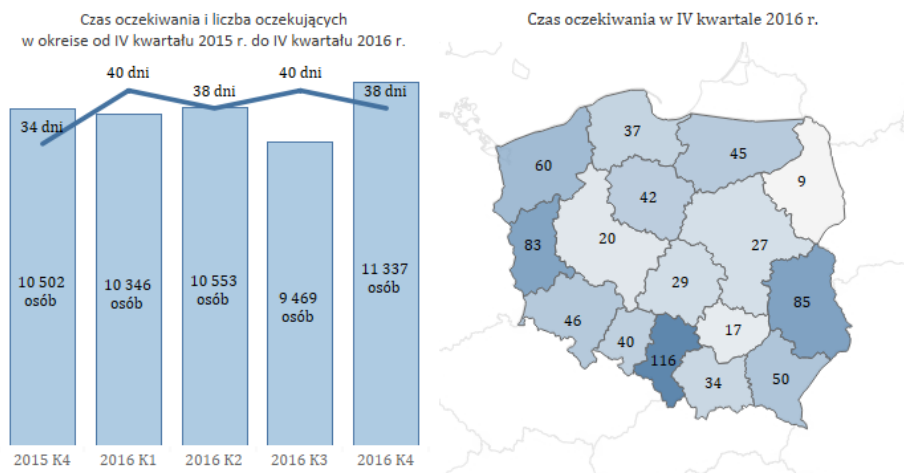 Czas oczekiwania i liczba oczekujących
w okreise od IV kwartału 2015 r. do IV kwartału 2016 r.
40 dni
40 dni
34 dni
38 dni
38 dni
10 502
osób
10 346
osób
10 553
osób
9 469
osób
11 337
osób
2015 K4
2016 K1
2016 K2
2016 K3
2016 K4
Czas oczekiwania w IV kwartale 2016 r.
37
45
60
9
42
83
20
27
29
85
46
17
40
116
34
50